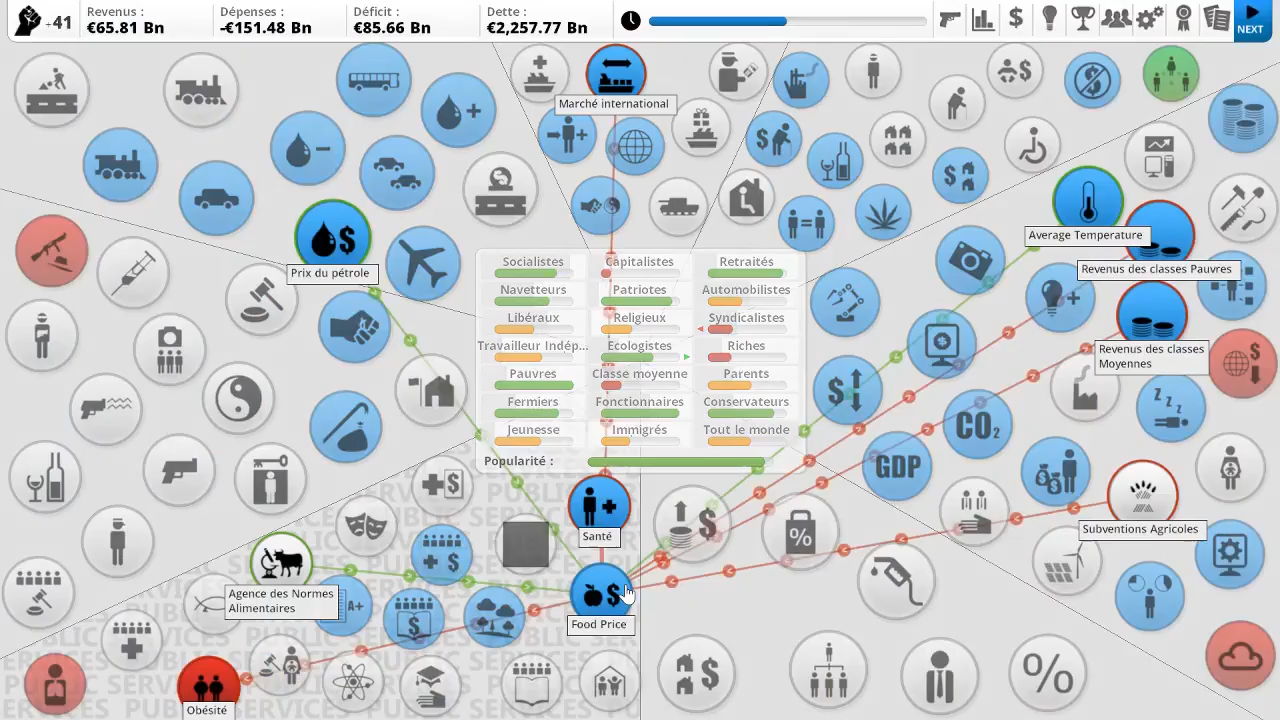 +41
Revenus :
€65.81 Bn
Dépenses :
-€151.48 Bn
Déficit :
€85.66 Bn
Dette :
€2,257.77 Bn
NEXT
Marché international
Average Temperature
Prix du pétrole
Revenus des classes Pauvres
Revenus des classes
Moyennes
Socialistes
Capitalistes
Retraités
Navetteurs
Patriotes
Automobilistes
Libéraux
Religieux
Syndicalistes
Travailleur Indép...
Ecologistes
Riches
Pauvres
Classe moyenne
Parents
Fermiers
Fonctionnaires
Conservateurs
Jeunesse
Immigrés
Tout le monde
Popularité :
CO2
GDP
Santé
Subventions Agricoles
Agence des Normes
Alimentaires
A+
Food Price
Obésité